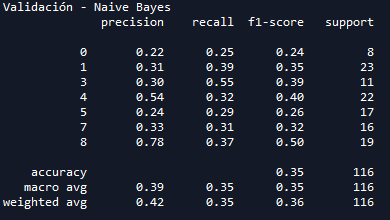 Validación - Naive Bayes
precision recall f1-score support
0 0.22 0.25 0.24 8
1 0.31 0.39 0.35 23
3 0.30 0.55 0.39 11
4 0.54 0.32 0.40 22
5 0.24 0.29 0.26 17
7 0.33 0.31 0.32 16
8 0.78 0.37 0.50 19
accuracy 0.35 116
macro avg 0.39 0.35 0.35 116
weighted avg 0.42 0.35 0.36 116